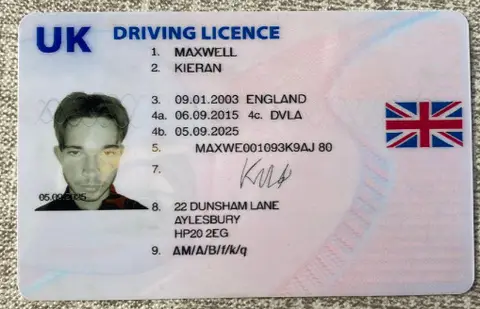 UK DRIVING LICENCE
1. MAXWELL
2. KIERAN
3. 09.01.2003 ENGLAND
4a. 06.09.2015 4c. DVLA
4b. 05.09.2025
5. MAXWE001093K9AJ 80
7.
8. 22 DUNSHAM LANE
AYLESBURY
HP20 2EG
9. AM/A/B/f/k/q